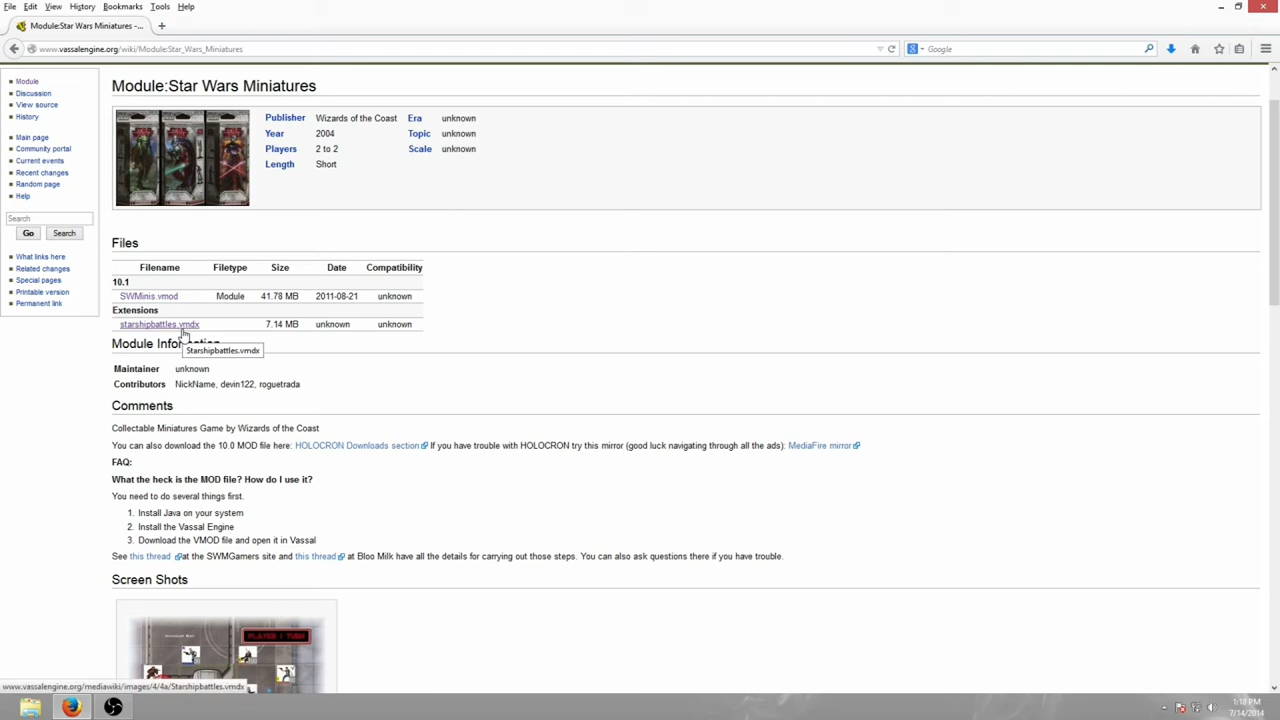 File Edit View History Bookmarks Tools Help
Module:Star Wars Miniatures -...
www.vassalengine.org/wiki/Module:Star_Wars_Miniatures
Google
Module
Discussion
View source
History
Main page
Community portal
Current events
Recent changes
Random page
Help
Search
Go Search
What links here
Related changes
Special pages
Printable version
Permanent link
Module:Star Wars Miniatures
Publisher Wizards of the Coast Era unknown
Year 2004 Topic unknown
Players 2 to 2 Scale unknown
Length Short
Files
Filename Filetype Size Date Compatibility
10.1
SWMinis.vmod Module 41.78 MB 2011-08-21 unknown
Extensions
starshipbattles.vmdx 7.14 MB unknown unknown
Module Information
Starshipbattles.vmdx
Maintainer unknown
Contributors NickName, devin122, roguetrada
Comments
Collectable Miniatures Game by Wizards of the Coast
You can also download the 10.0 MOD file here: HOLOCRON Downloads section If you have trouble with HOLOCRON try this mirror (good luck navigating through all the ads): MediaFire mirror
FAQ:
What the heck is the MOD file? How do I use it?
You need to do several things first.
1. Install Java on your system
2. Install the Vassal Engine
3. Download the VMOD file and open it in Vassal
See this thread at the SWMGamers site and this thread at Bloo Milk have all the details for carrying out those steps. You can also ask questions there if you have trouble.
Screen Shots
PLAYER 1 TURN
www.vassalengine.org/mediawiki/images/4/4a/Starshipbattles.vmdx
1:18 PM
7/14/2014